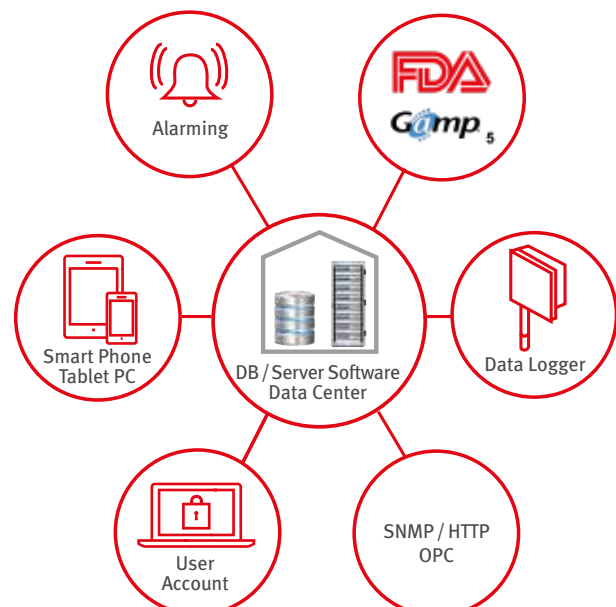 Alarming
FDA
Gamp 5
Smart Phone
Tablet PC
DB / Server Software
Data Center
Data Logger
User
Account
SNMP / HTTP
OPC